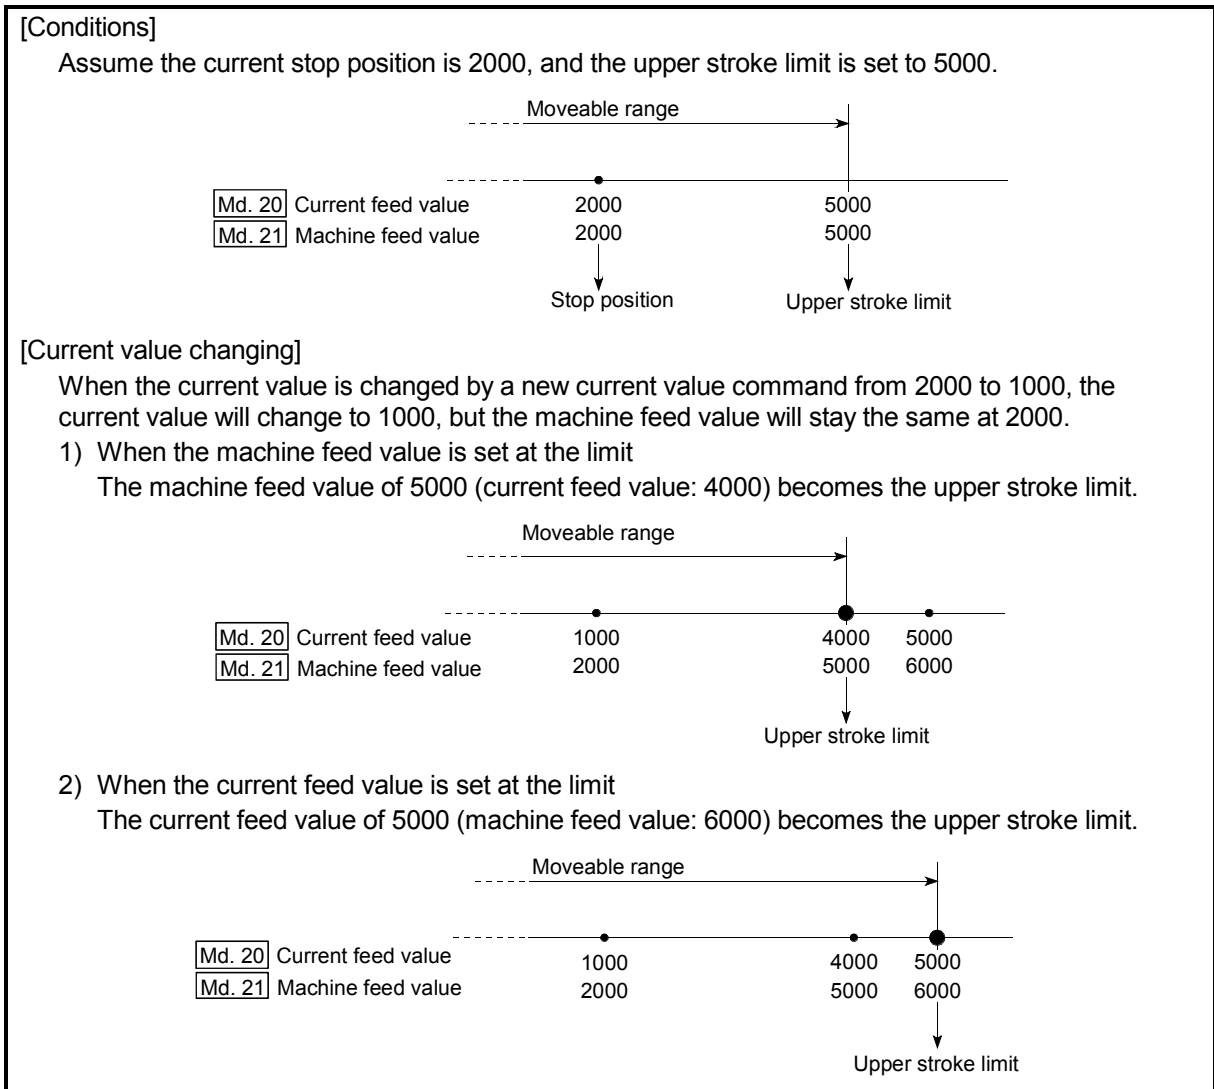 [Conditions]
Assume the current stop position is 2000, and the upper stroke limit is set to 5000.
Moveable range
Md. 20 Current feed value 2000 5000
Md. 21 Machine feed value 2000 5000
Stop position Upper stroke limit
[Current value changing]
When the current value is changed by a new current value command from 2000 to 1000, the
current value will change to 1000, but the machine feed value will stay the same at 2000.
1) When the machine feed value is set at the limit
The machine feed value of 5000 (current feed value: 4000) becomes the upper stroke limit.
Moveable range
Md. 20 Current feed value 1000 4000 5000
Md. 21 Machine feed value 2000 5000 6000
Upper stroke limit
2) When the current feed value is set at the limit
The current feed value of 5000 (machine feed value: 6000) becomes the upper stroke limit.
Moveable range
Md. 20 Current feed value 1000 4000 5000
Md. 21 Machine feed value 2000 5000 6000
Upper stroke limit